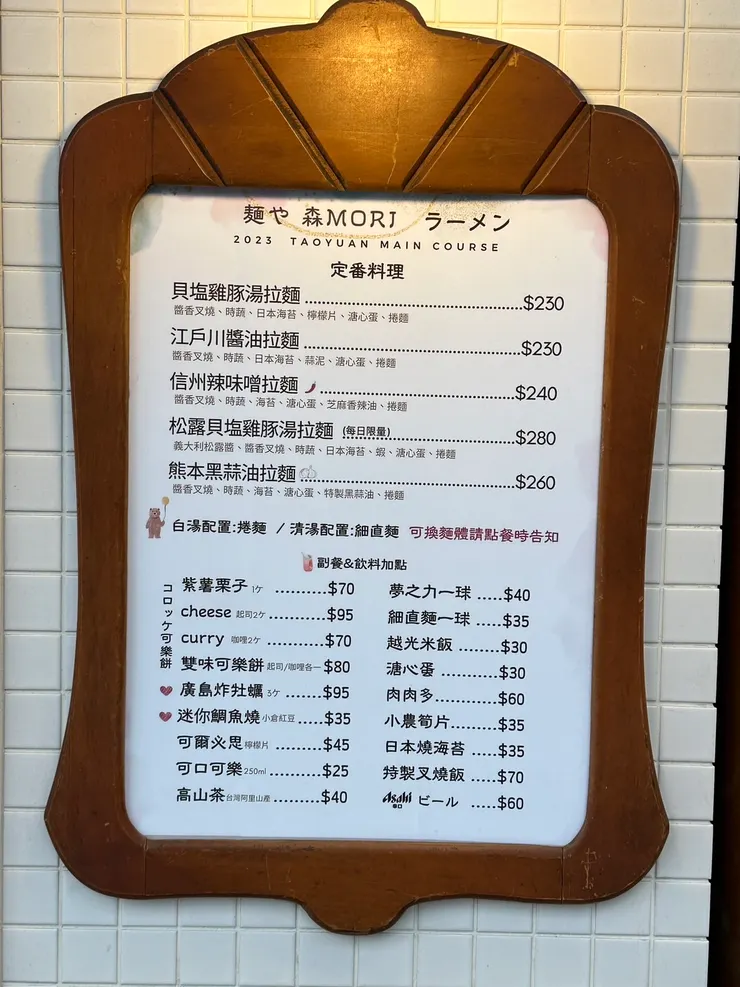 麵や 森MORI ラーメン
2023 TAOYUAN MAIN COURSE
定番料理
貝塩雞豚湯拉麵 $230
醬香叉燒、時蔬、日本海苔、檸檬片、溏心蛋、捲麵
江戶川醬油拉麵 $230
醬香叉燒、時蔬、日本海苔、蒜泥、溏心蛋、捲麵
信州辣味噌拉麵 $240
醬香叉燒、時蔬、海苔、溏心蛋、芝麻香辣油、捲麵
松露貝塩雞豚湯拉麵 (每日限量) $280
義大利松露醬、醬香叉燒、時蔬、日本海苔、蝦、溏心蛋、捲麵
熊本黑蒜油拉麵 $260
醬香叉燒、時蔬、海苔、溏心蛋、特製黑蒜油、捲麵
白湯配置:捲麵 / 清湯配置:細直麵 可換麵體請點餐時告知
副餐&飲料加點
コロッケ可樂餅
紫薯栗子 1ケ $70
cheese 起司2ケ $95
curry 咖哩2ケ $70
雙味可樂餅 起司/咖哩各一 $80
廣島炸牡蠣 3ケ $95
迷你鯛魚燒 小倉紅豆 $35
可爾必思 檸檬片 $45
可口可樂 250ml $25
高山茶 台灣阿里山產 $40
夢之力一球 $40
細直麵一球 $35
越光米飯 $30
溏心蛋 $30
肉肉多 $60
小農筍片 $35
日本燒海苔 $35
特製叉燒飯 $70
Asahi 辛口 ビール $60